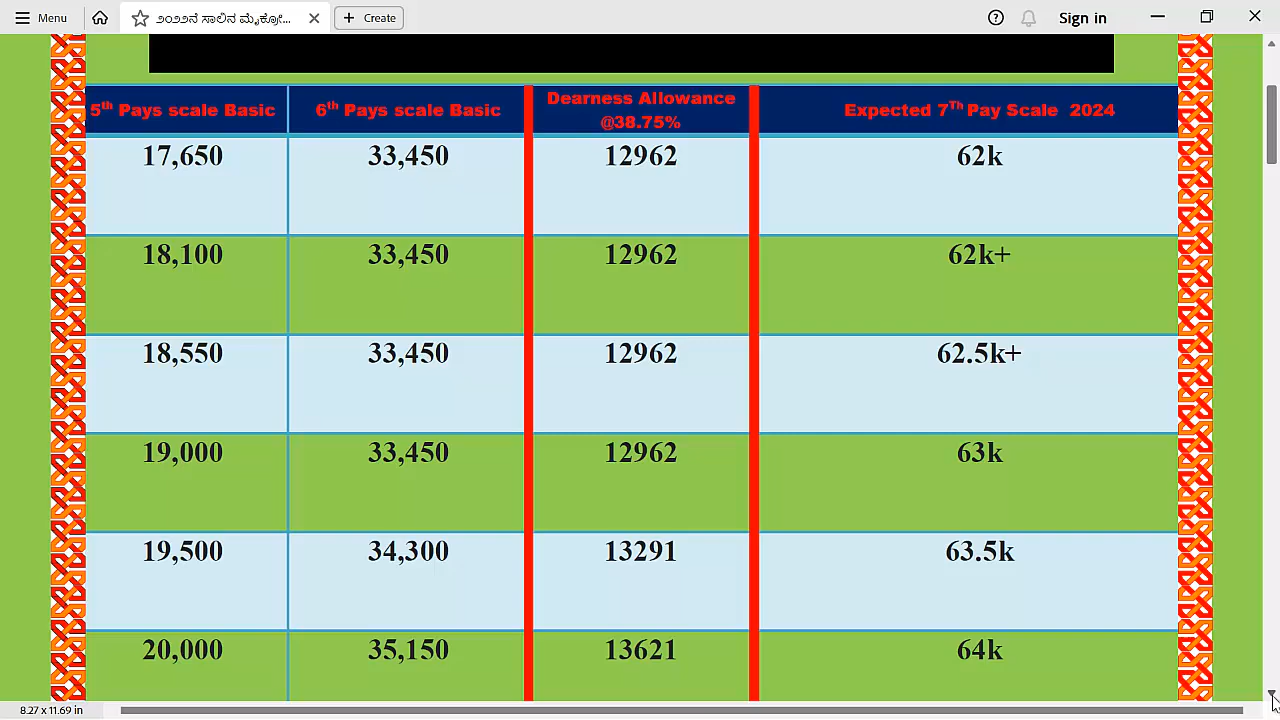 Menu
೨೦೨೨ನೆ ಸಾಲಿನ ಮೈಕ್ರೋ...
+ Create
Sign in
5th Pays scale Basic 6th Pays scale Basic Dearness Allowance @38.75% Expected 7Th Pay Scale 2024
17,650 33,450 12962 62k
18,100 33,450 12962 62k+
18,550 33,450 12962 62.5k+
19,000 33,450 12962 63k
19,500 34,300 13291 63.5k
20,000 35,150 13621 64k
8.27 x 11.69 in